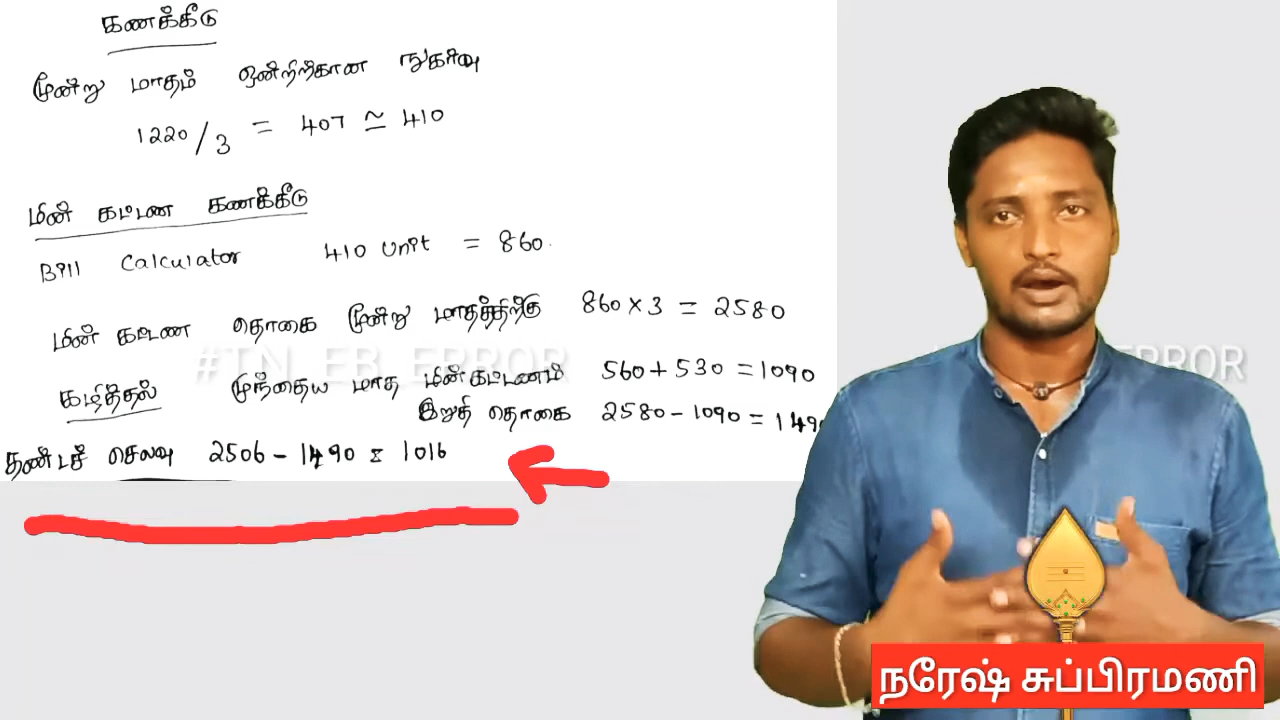 கணக்கீடு
மூன்று மாதம் ஒன்றிற்கான நுகர்வு
1220/3 = 407 ≃ 410
மின் கட்டண கணக்கீடு
Bill Calculator 410 Unit = 860.
மின் கட்டண தொகை மூன்று மாதத்திற்கு 860 x 3 = 2580
#TN_EB_ERROR
கழித்தல் முந்தைய மாத மின்கட்டணம் 560 + 530 = 1090
இறுதி தொகை 2580 - 1090 = 1490
தண்டச் செலவு 2506 - 1490 = 1016
நரேஷ் சுப்பிரமணி